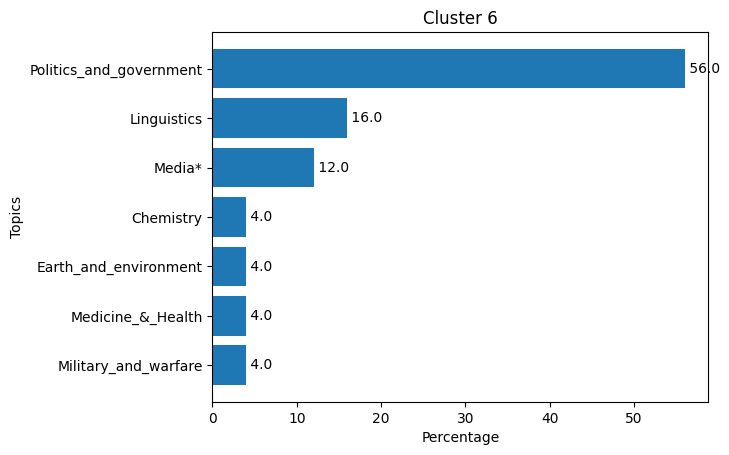 Cluster 6
Topics
Politics_and_government 56.0
Linguistics 16.0
Media* 12.0
Chemistry 4.0
Earth_and_environment 4.0
Medicine_&_Health 4.0
Military_and_warfare 4.0
0 10 20 30 40 50
Percentage